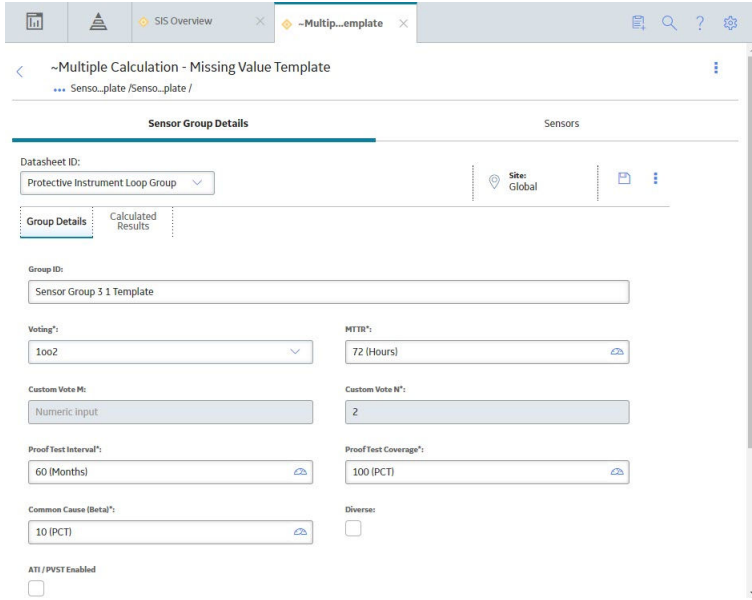 SIS Overview
~Multip...emplate
~Multiple Calculation - Missing Value Template
Senso...plate /Senso...plate /
Sensor Group Details
Sensors
Datasheet ID:
Protective Instrument Loop Group
Site:
Global
Group Details
Calculated
Results
Group ID:
Sensor Group 3 1 Template
Voting*:
MTTR*:
1oo2
72 (Hours)
Custom Vote M:
Custom Vote N*:
Numeric input
2
Proof Test Interval*:
Proof Test Coverage*:
60 (Months)
100 (PCT)
Common Cause (Beta)*:
Diverse:
10 (PCT)
ATI / PVST Enabled